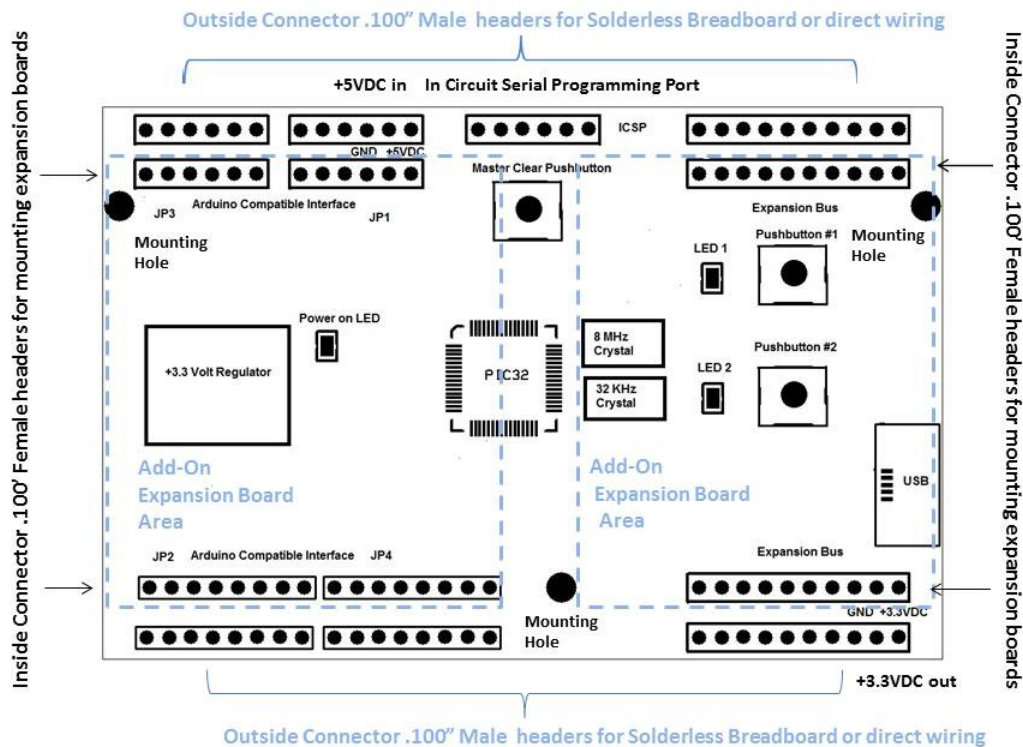 Outside Connector .100” Male headers for Solderless Breadboard or direct wiring
+5VDC in In Circuit Serial Programming Port
ICSP
GND +5VDC
Master Clear Pushbutton
JP3 Arduino Compatible Interface JP1
Expansion Bus
Mounting
Hole
LED 1
Pushbutton #1
Mounting
Hole
Power on LED
+3.3 Volt Regulator
PIC32
8 MHz
Crystal
32 KHz
Crystal
LED 2
Pushbutton #2
Add-On
Expansion Board
Area
Add-On
Expansion Board
Area
USB
JP2 Arduino Compatible Interface JP4
Expansion Bus
Mounting
Hole
GND +3.3VDC
+3.3VDC out
Outside Connector .100” Male headers for Solderless Breadboard or direct wiring
Inside Connector .100’ Female headers for mounting expansion boards
Inside Connector .100’ Female headers for mounting expansion boards